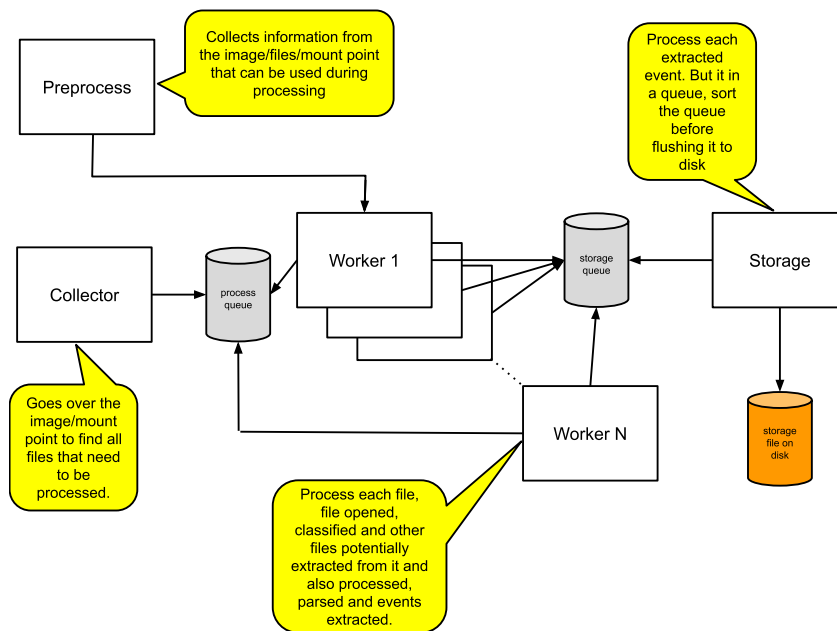 Preprocess
Collects information from
the image/files/mount point
that can be used during
processing
Process each
extracted
event. But it in
a queue, sort
the queue
before
flushing it to
disk
Collector
process
queue
Worker 1
storage
queue
Storage
Goes over the
image/mount
point to find all
files that need
to be
processed.
Worker N
storage
file on
disk
Process each file,
file opened,
classified and other
files potentially
extracted from it and
also processed,
parsed and events
extracted.